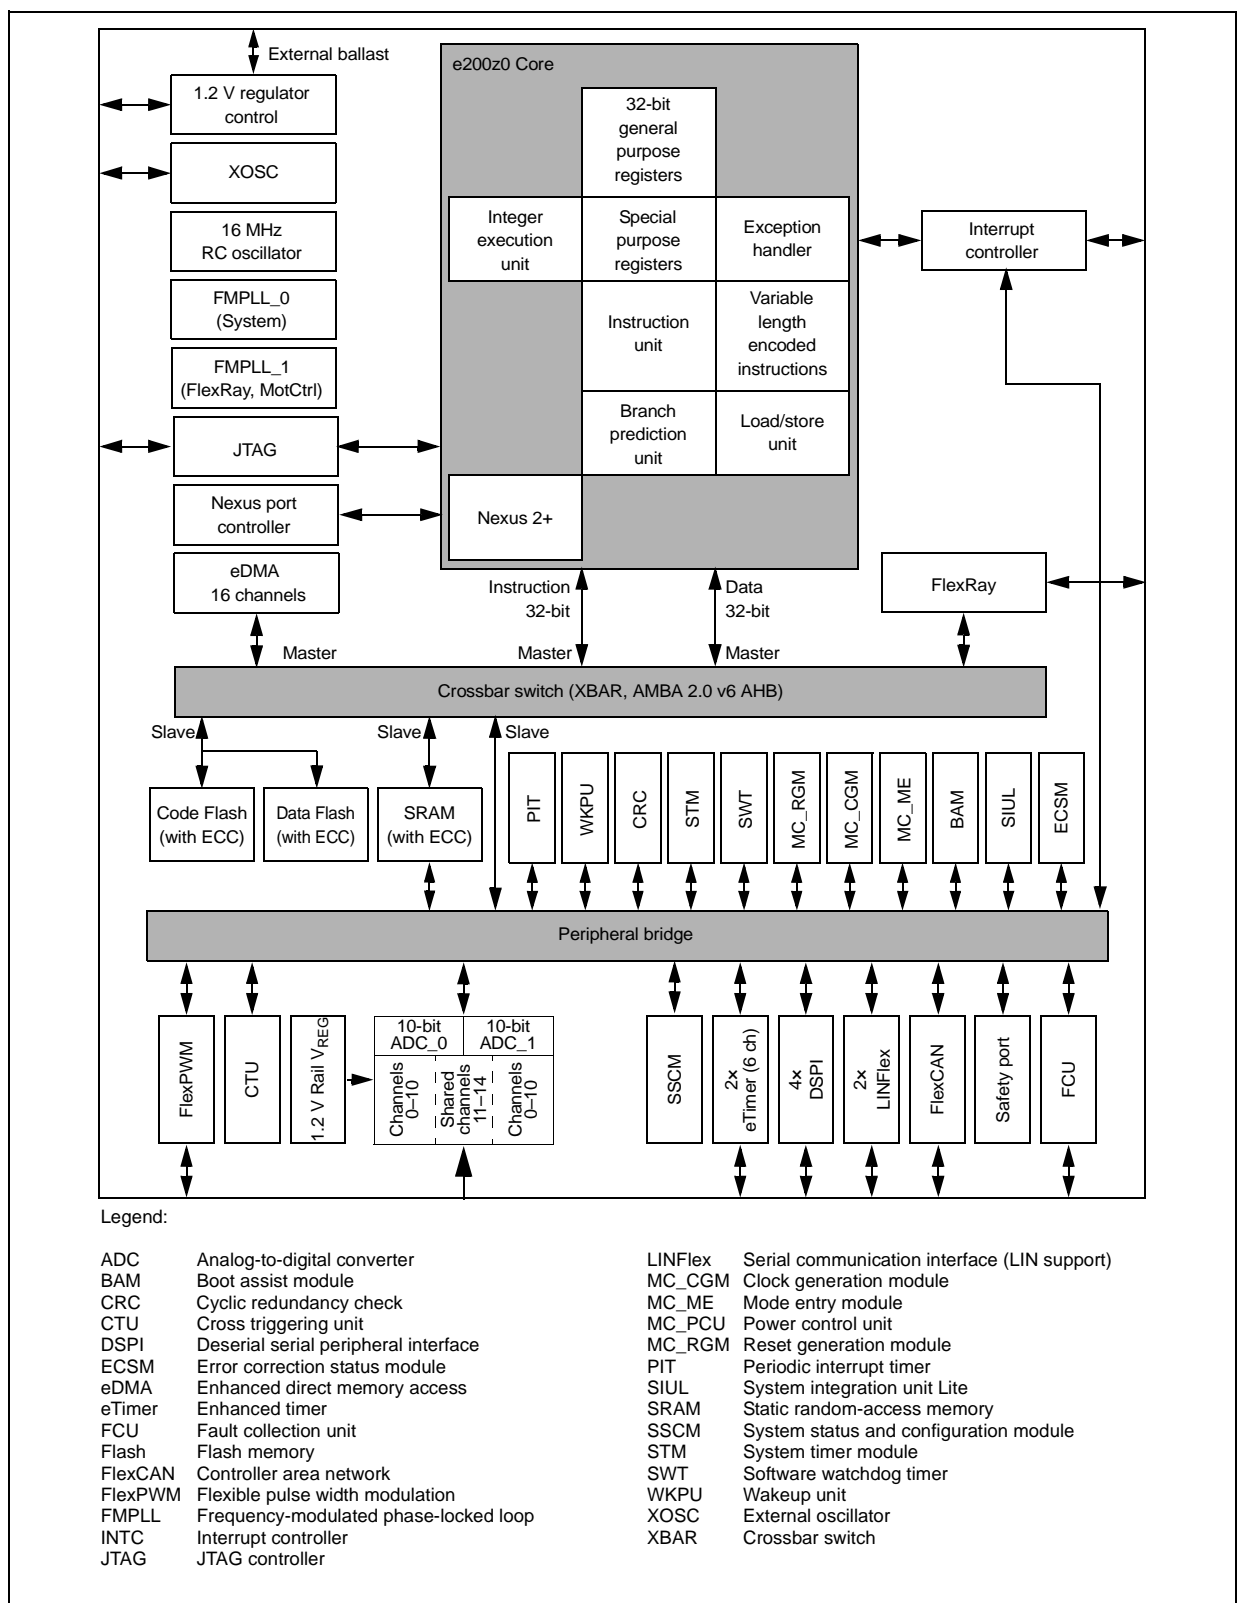 External ballast
1.2 V regulator
control
XOSC
16 MHz
RC oscillator
FMPLL_0
(System)
FMPLL_1
(FlexRay, MotCtrl)
JTAG
Nexus port
controller
eDMA
16 channels
e200z0 Core
32-bit
general
purpose
registers
Integer
execution
unit
Special
purpose
registers
Exception
handler
Instruction
unit
Variable
length
encoded
instructions
Branch
prediction
unit
Load/store
unit
Nexus 2+
Interrupt
controller
FlexRay
Instruction
32-bit
Data
32-bit
Master
Master
Master
Crossbar switch (XBAR, AMBA 2.0 v6 AHB)
Slave
Slave
Slave
Code Flash
(with ECC)
Data Flash
(with ECC)
SRAM
(with ECC)
PIT
WKPU
CRC
STM
SWT
MC_RGM
MC_CGM
MC_ME
BAM
SIUL
ECSM
Peripheral bridge
FlexPWM
CTU
1.2 V Rail VREG
10-bit
ADC_0
10-bit
ADC_1
Channels
0–10
Shared
channels
11–14
Channels
0–10
SSCM
2×
eTimer (6 ch)
4×
DSPI
2×
LINFlex
FlexCAN
Safety port
FCU
Legend:
ADC Analog-to-digital converter
BAM Boot assist module
CRC Cyclic redundancy check
CTU Cross triggering unit
DSPI Deserial serial peripheral interface
ECSM Error correction status module
eDMA Enhanced direct memory access
eTimer Enhanced timer
FCU Fault collection unit
Flash Flash memory
FlexCAN Controller area network
FlexPWM Flexible pulse width modulation
FMPLL Frequency-modulated phase-locked loop
INTC Interrupt controller
JTAG JTAG controller
LINFlex Serial communication interface (LIN support)
MC_CGM Clock generation module
MC_ME Mode entry module
MC_PCU Power control unit
MC_RGM Reset generation module
PIT Periodic interrupt timer
SIUL System integration unit Lite
SRAM Static random-access memory
SSCM System status and configuration module
STM System timer module
SWT Software watchdog timer
WKPU Wakeup unit
XOSC External oscillator
XBAR Crossbar switch